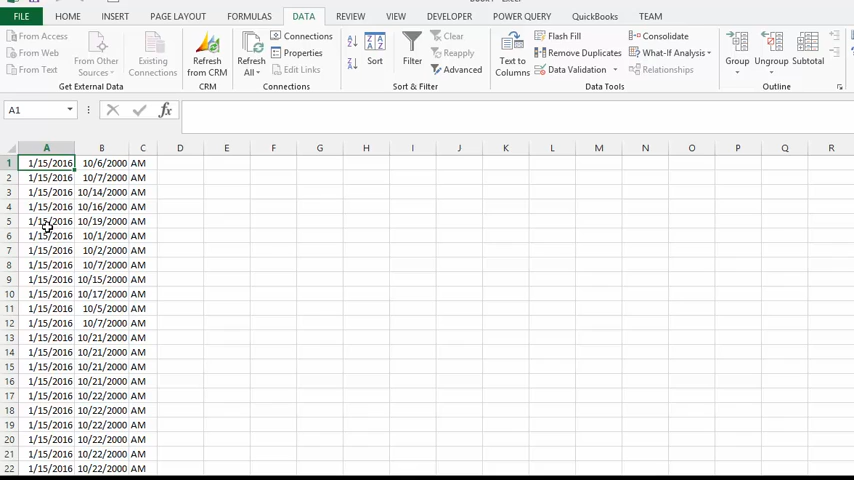 FILE HOME INSERT PAGE LAYOUT FORMULAS DATA REVIEW VIEW DEVELOPER POWER QUERY QuickBooks TEAM
From Access
From Web
From Text
From Other Sources
Existing Connections
Get External Data
Refresh from CRM
CRM
Refresh All
Connections
Properties
Edit Links
Connections
Sort
Filter
Clear
Reapply
Advanced
Sort & Filter
Text to Columns
Flash Fill
Remove Duplicates
Data Validation
Consolidate
What-If Analysis
Relationships
Data Tools
Group
Ungroup
Subtotal
Outline
A1 fx
A B C D E F G H I J K L M N O P Q R
1 1/15/2016 10/6/2000 AM
2 1/15/2016 10/7/2000 AM
3 1/15/2016 10/14/2000 AM
4 1/15/2016 10/16/2000 AM
5 1/15/2016 10/19/2000 AM
6 1/15/2016 10/1/2000 AM
7 1/15/2016 10/2/2000 AM
8 1/15/2016 10/7/2000 AM
9 1/15/2016 10/15/2000 AM
10 1/15/2016 10/17/2000 AM
11 1/15/2016 10/5/2000 AM
12 1/15/2016 10/7/2000 AM
13 1/15/2016 10/21/2000 AM
14 1/15/2016 10/21/2000 AM
15 1/15/2016 10/21/2000 AM
16 1/15/2016 10/21/2000 AM
17 1/15/2016 10/22/2000 AM
18 1/15/2016 10/22/2000 AM
19 1/15/2016 10/22/2000 AM
20 1/15/2016 10/22/2000 AM
21 1/15/2016 10/22/2000 AM
22 1/15/2016 10/22/2000 AM